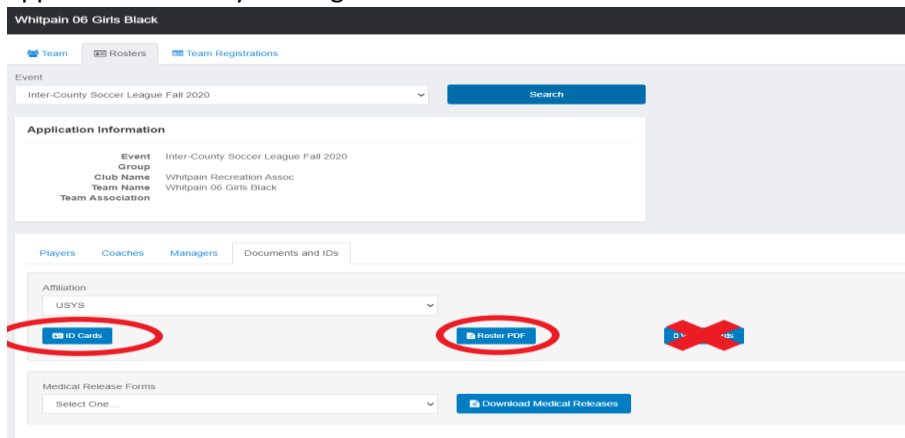 Whitpain 06 Girls Black
Team Rosters Team Registrations
Event
Inter-County Soccer League Fall 2020 Search
Application Information
Event Inter-County Soccer League Fall 2020
Group
Club Name Whitpain Recreation Assoc
Team Name Whitpain 06 Girls Black
Team Association
Players Coaches Managers Documents and IDs
Affiliation
USYS
ID Cards Roster PDF
Medical Release Forms
Select One... Download Medical Releases